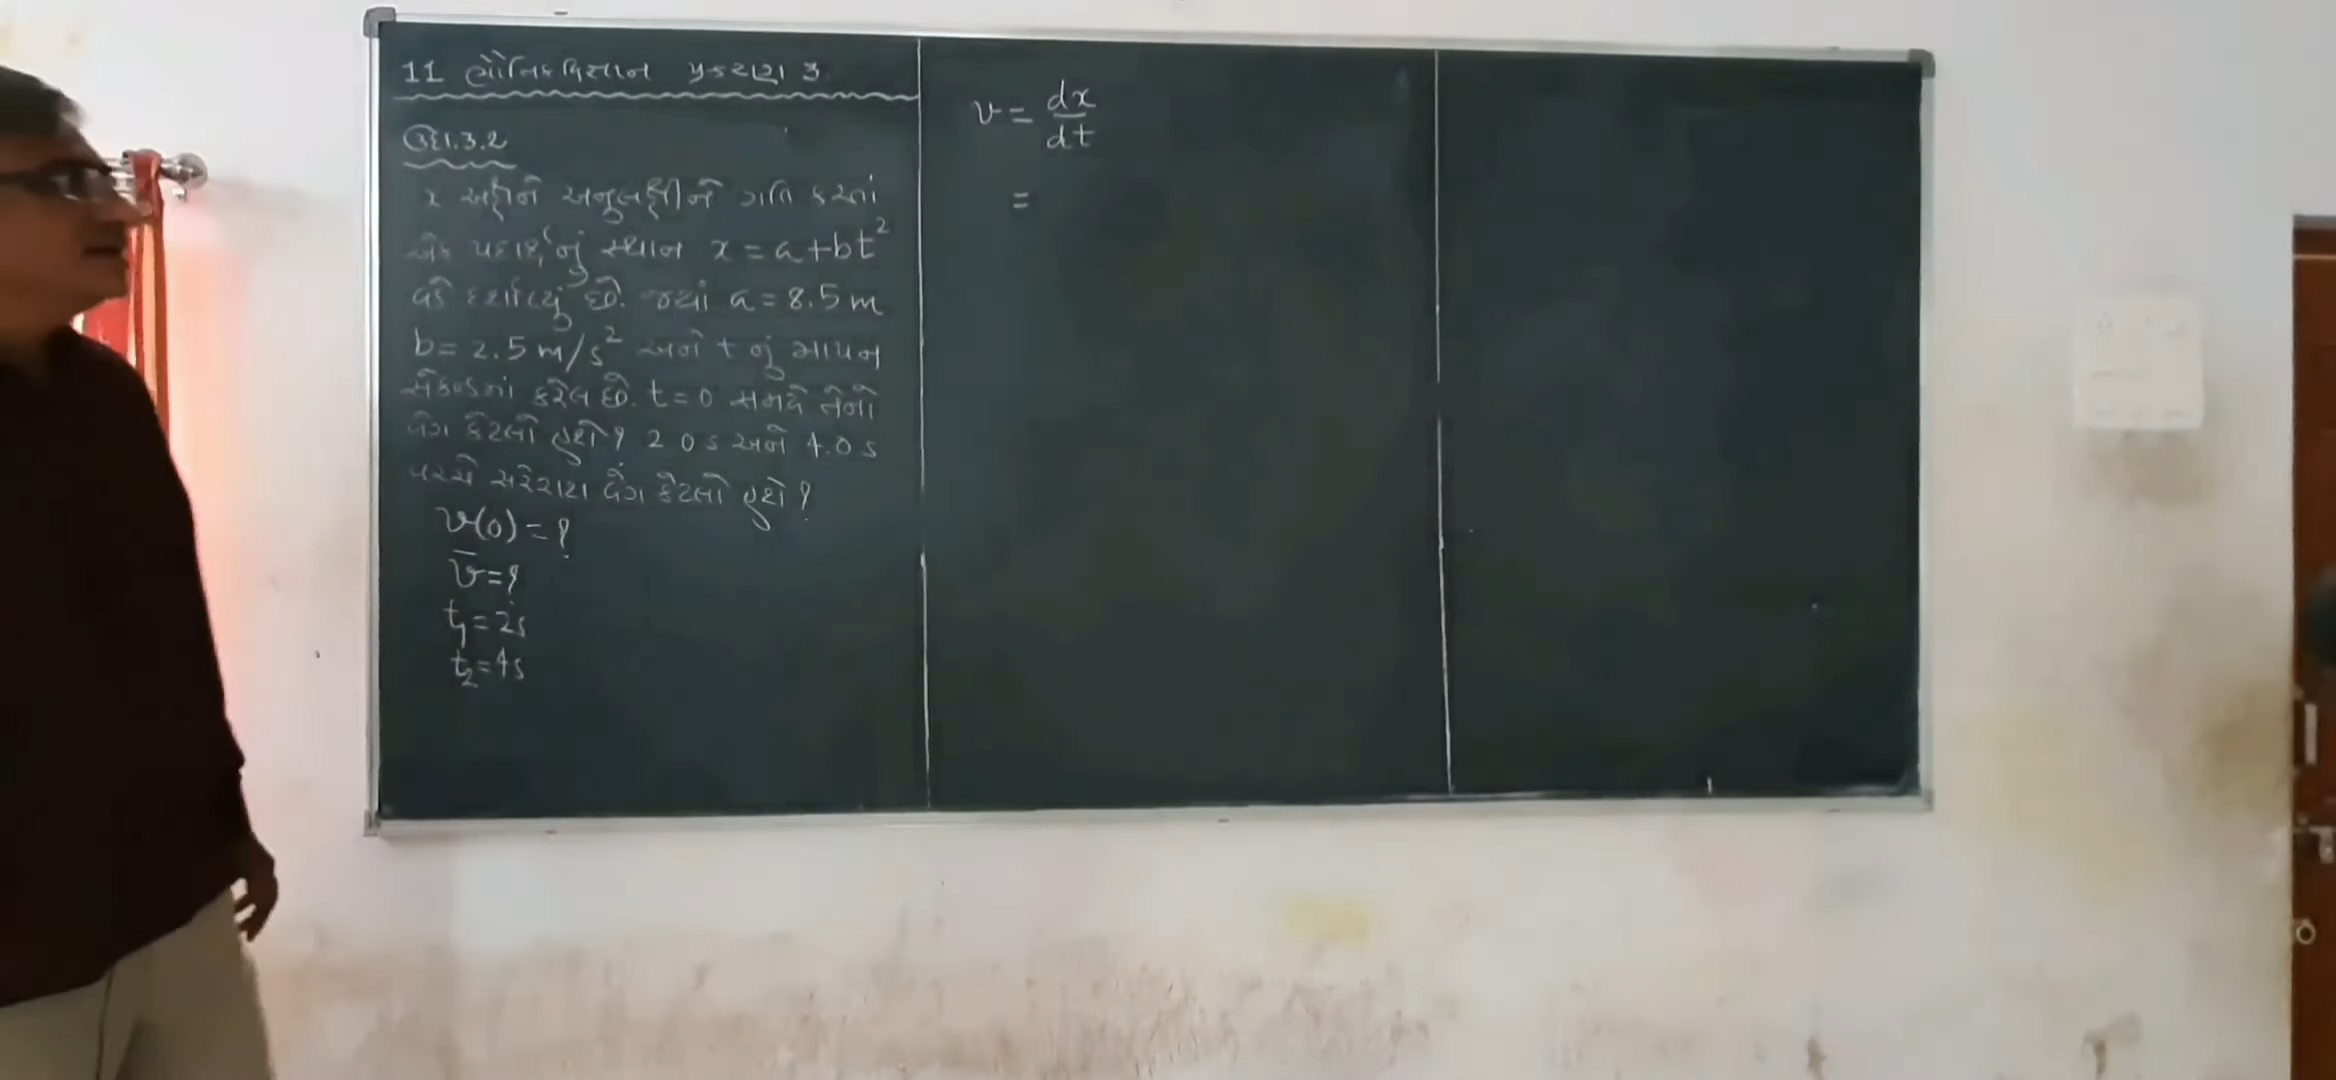 11 ભૌતિકવિજ્ઞાન પ્રકરણ 3
ઉદા.3.2
x અક્ષને અનુલક્ષીને ગતિ કરતાં
એક પદાર્થનું સ્થાન x = a + bt²
વડે દર્શાવ્યું છે. જ્યાં a = 8.5 m
b = 2.5 m/s² અને t નું માપન
સેકન્ડમાં કરેલ છે. t = 0 સમયે તેનો
વેગ કેટલો હશે? 2 0 s અને 4.0 s
વચ્ચે સરેરાશ વેગ કેટલો હશે?
v(0) = ?
v̄ = ?
t₁ = 2s
t₂ = 4s
v = dx/dt
=